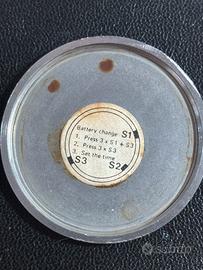 Battery change S1
1. Press 3 x S1 + S3
2. Press 3 x S3
3. Set the time
S3 S2
subito